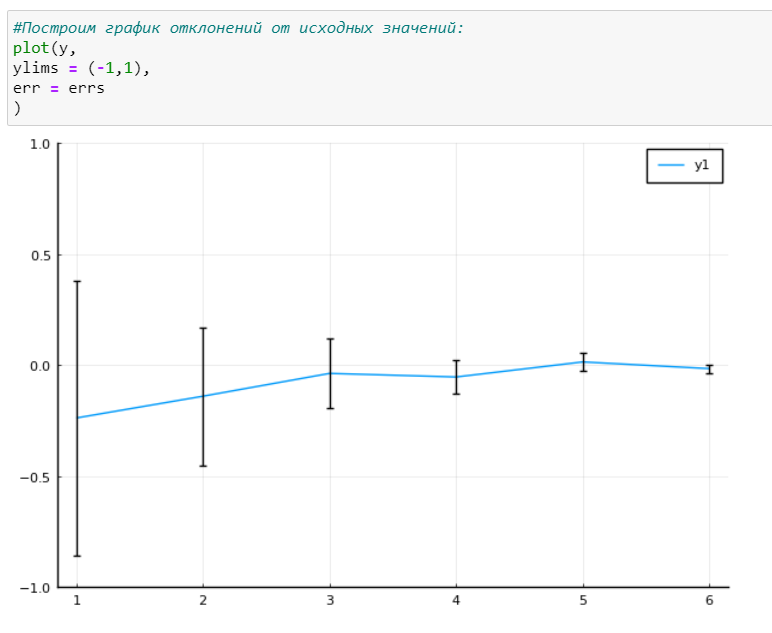 #Построим график отклонений от исходных значений:
plot(y,
ylims = (-1,1),
err = errs
)
1.0
y1
0.5
0.0
−0.5
−1.0
1 2 3 4 5 6